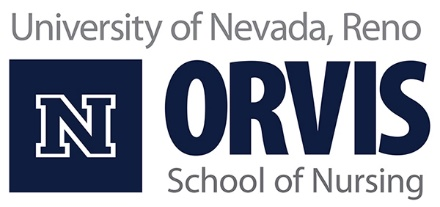 University of Nevada, Reno
N
ORVIS
School of Nursing